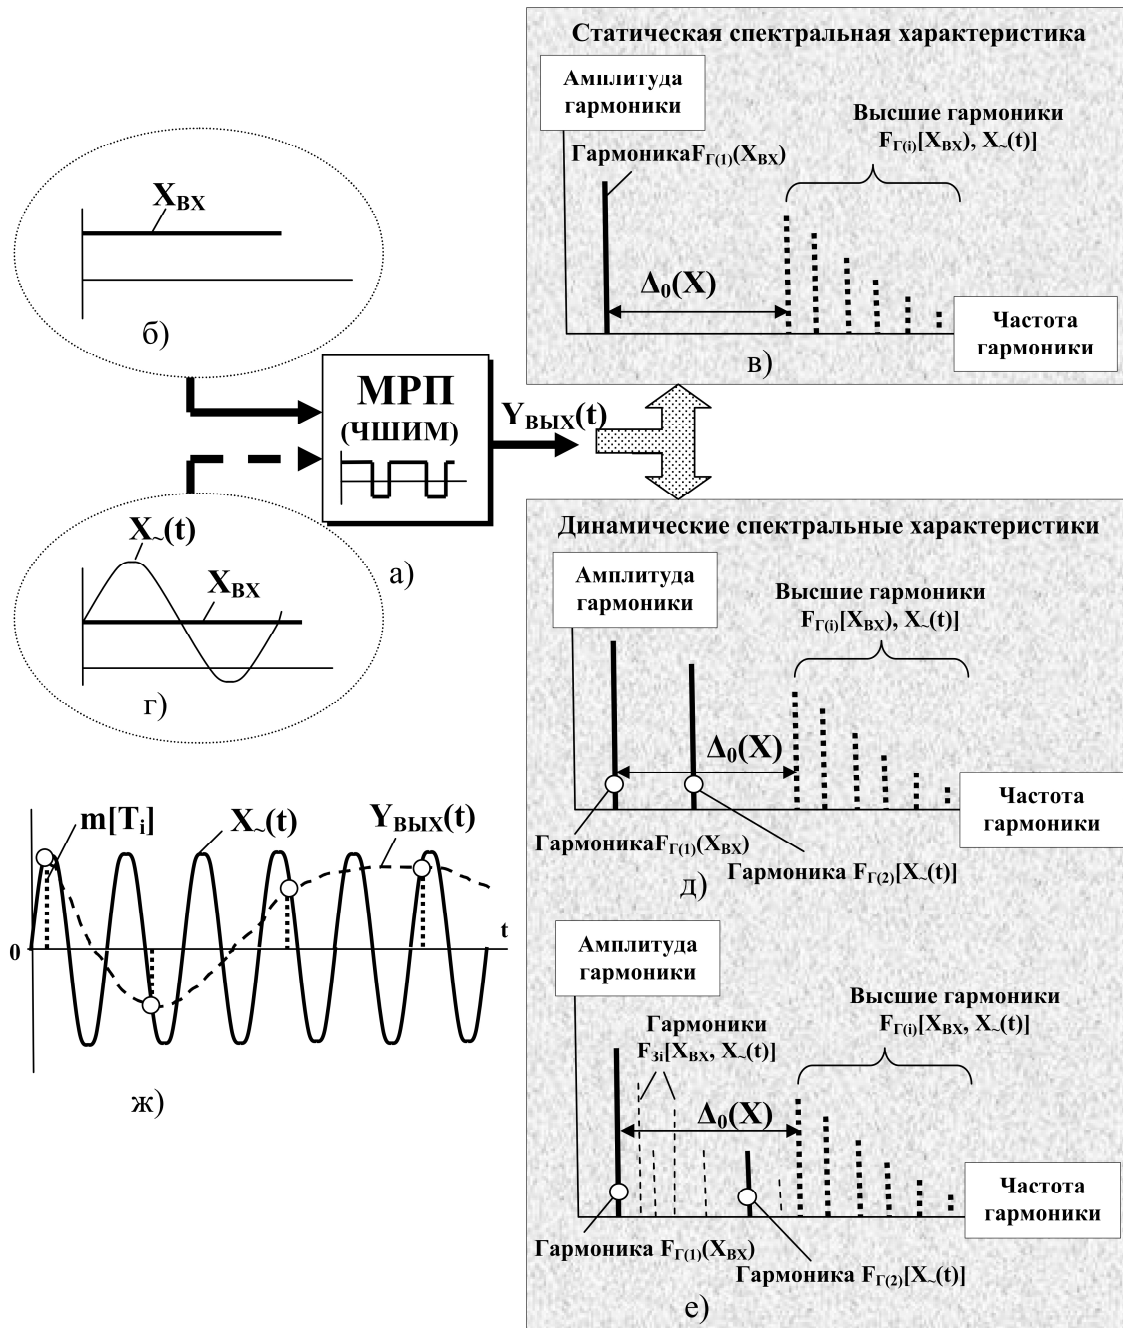 Статическая спектральная характеристика
Амплитуда
гармоники
Высшие гармоники
FГ(i)[XВХ), X~(t)]
ГармоникаFГ(1)(XВХ)
Δ0(X)
Частота
гармоники
в)
XВХ
б)
МРП
(ЧШИМ)
YВЫХ(t)
а)
X~(t)
XВХ
г)
Динамические спектральные характеристики
Амплитуда
гармоники
Высшие гармоники
FГ(i)[XВХ), X~(t)]
Δ0(X)
Частота
гармоники
ГармоникаFГ(1)(XВХ)
Гармоника FГ(2)[X~(t)]
д)
m[Ti]
X~(t)
YВЫХ(t)
t
0
ж)
Амплитуда
гармоники
Высшие гармоники
FГ(i)[XВХ, X~(t)]
Гармоники
F3i[XВХ, X~(t)]
Δ0(X)
Частота
гармоники
Гармоника FГ(1)(XВХ)
Гармоника FГ(2)[X~(t)]
е)